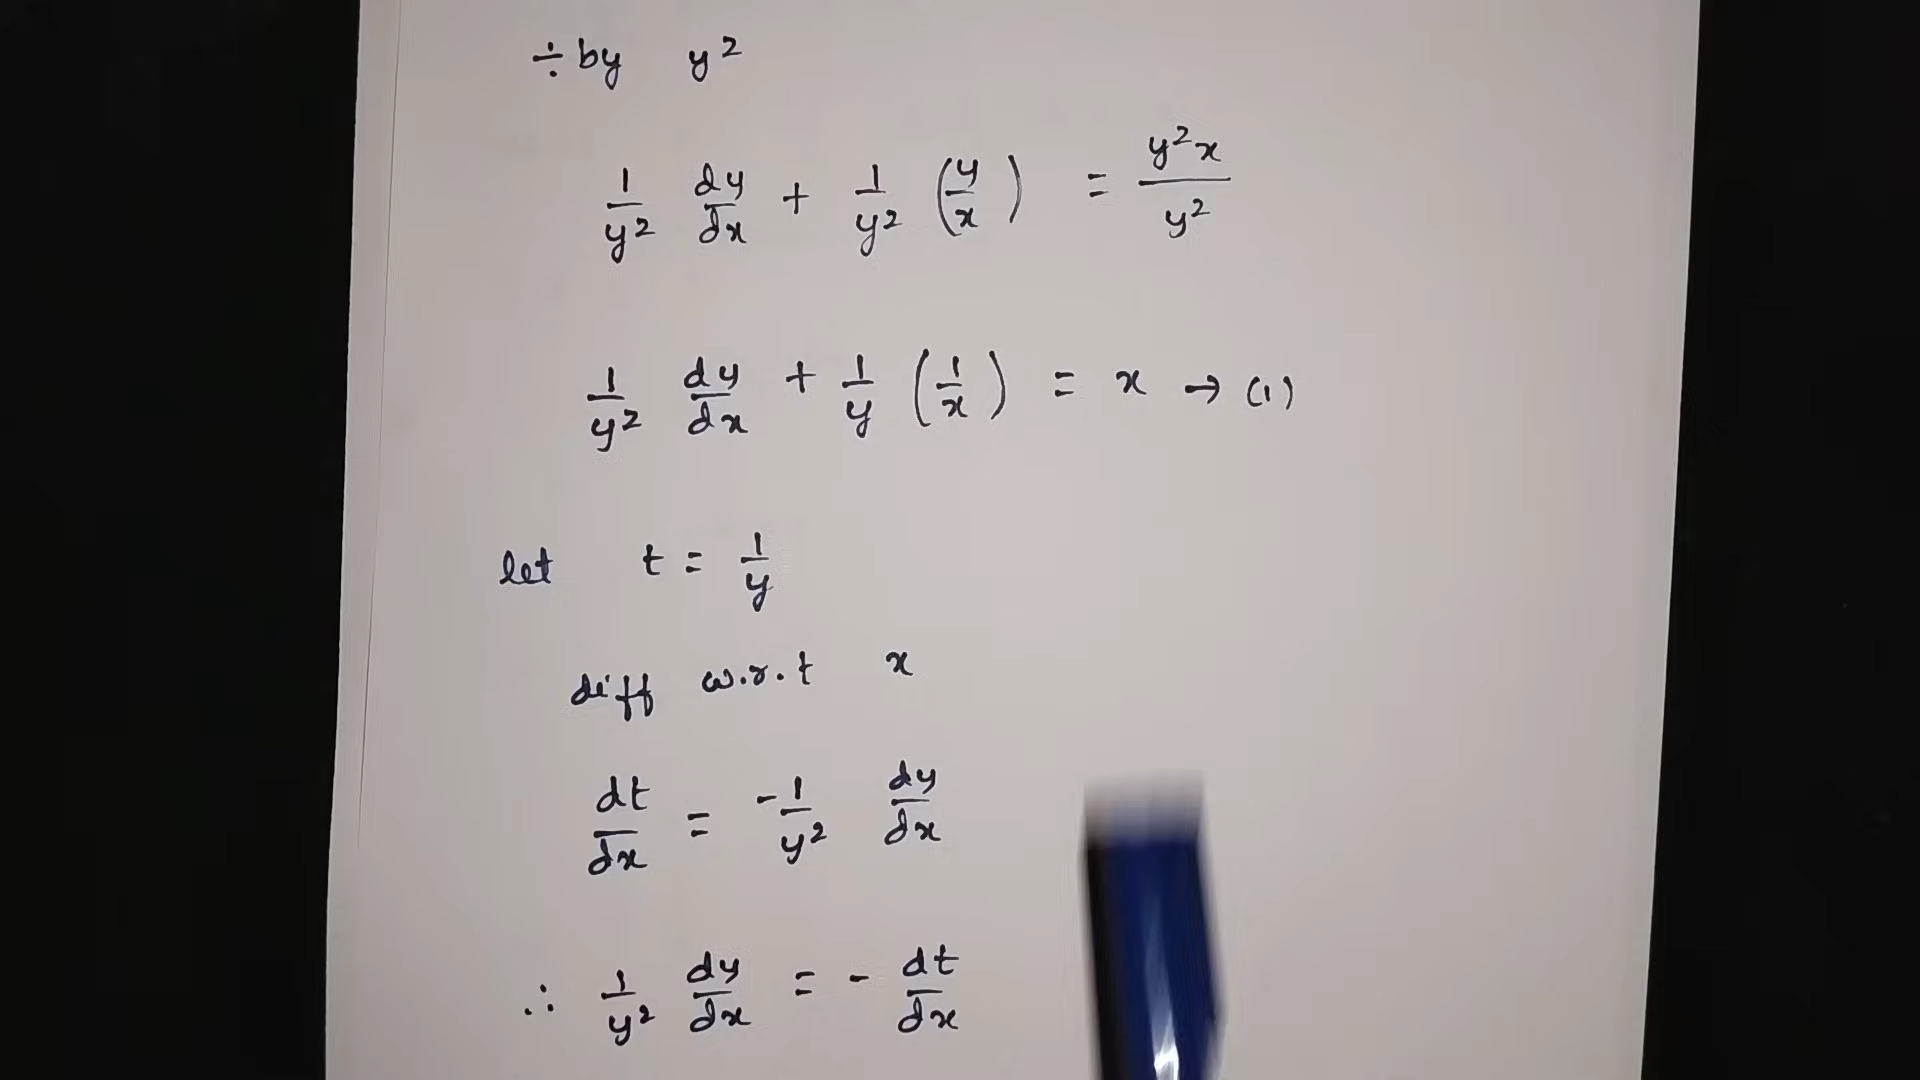 ÷ by y²
1/y² dy/dx + 1/y² (y/x) = y²x/y²
1/y² dy/dx + 1/y (1/x) = x → (1)
let t = 1/y
diff w.r.t x
dt/dx = -1/y² dy/dx
∴ 1/y² dy/dx = - dt/dx